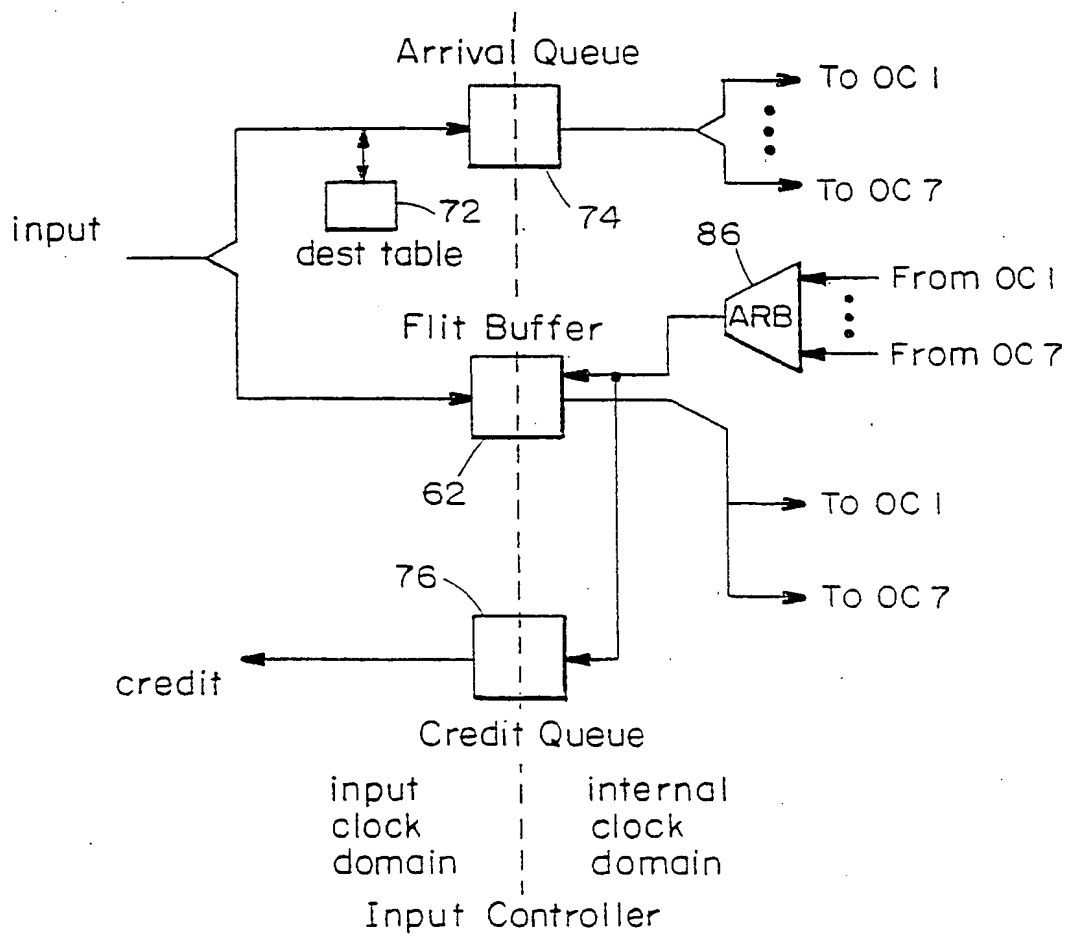 Arrival Queue
To OC 1
To OC 7
72
74
input
dest table
86
ARB
From OC 1
From OC 7
Flit Buffer
62
To OC 1
To OC 7
76
credit
Credit Queue
input clock domain
internal clock domain
Input Controller